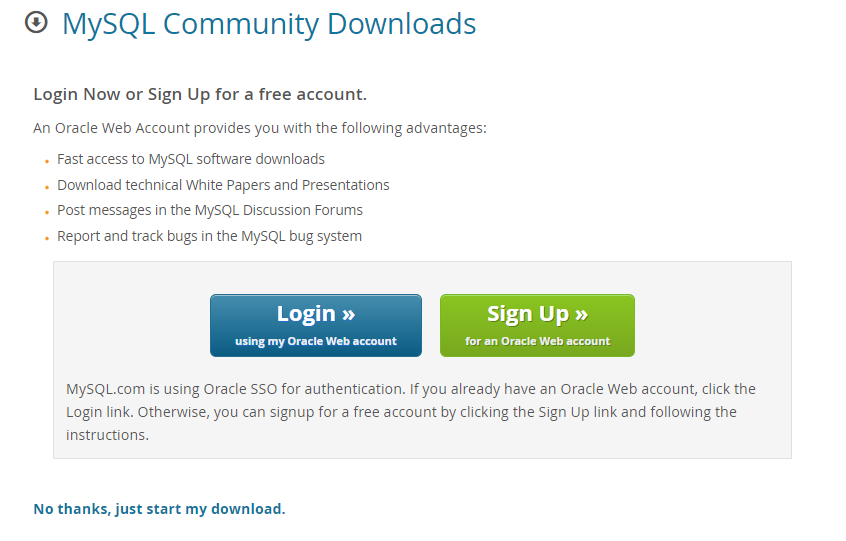 MySQL Community Downloads
Login Now or Sign Up for a free account.
An Oracle Web Account provides you with the following advantages:
Fast access to MySQL software downloads
Download technical White Papers and Presentations
Post messages in the MySQL Discussion Forums
Report and track bugs in the MySQL bug system
Login »
using my Oracle Web account
Sign Up »
for an Oracle Web account
MySQL.com is using Oracle SSO for authentication. If you already have an Oracle Web account, click the
Login link. Otherwise, you can signup for a free account by clicking the Sign Up link and following the
instructions.
No thanks, just start my download.